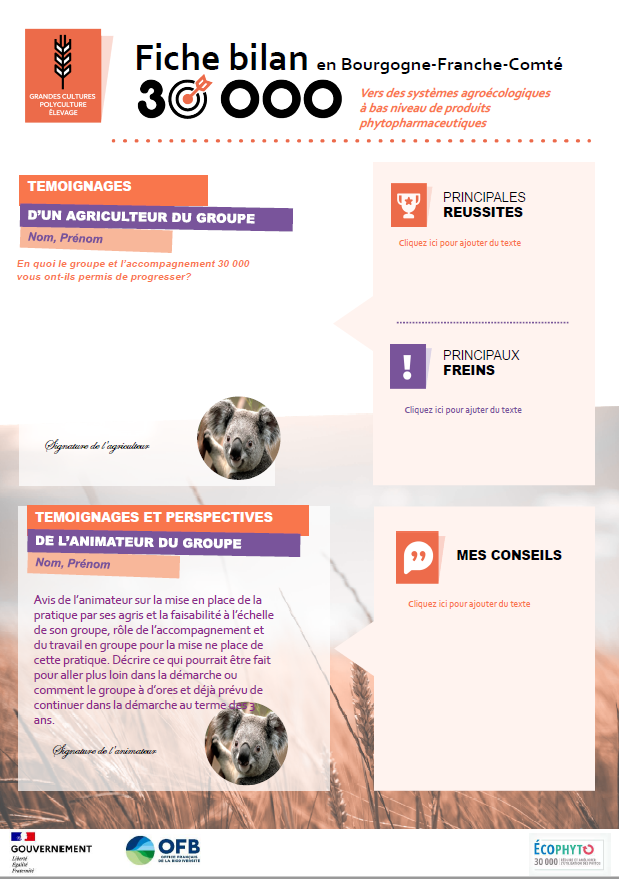 GRANDES CULTURES
POLYCULTURE
ÉLEVAGE
Fiche bilan en Bourgogne-Franche-Comté
30 000
Vers des systèmes agroécologiques
à bas niveau de produits
phytopharmaceutiques
TEMOIGNAGES
D'UN AGRICULTEUR DU GROUPE
Nom, Prénom
En quoi le groupe et l'accompagnement 30 000
vous ont-ils permis de progresser?
Signature de l'agriculteur
PRINCIPALES
REUSSITES
Cliquez ici pour ajouter du texte
PRINCIPAUX
FREINS
Cliquez ici pour ajuter du texte
TEMOIGNAGES ET PERSPECTIVES
DE L'ANIMATEUR DU GROUPE
Nom, Prénom
Avis de l'animateur sur la mise en place de la
pratique par ses agris et la faisabilité à l'échelle
de son groupe, rôle de l'accompagnement et
du travail en groupe pour la mise ne place de
cette pratique. Décrire ce qui pourrait être fait
pour aller plus loin dans la démarche ou
comment le groupe à d'ores et déjà prévu de
continuer dans la démarche au terme des 3
ans.
Signature de l'animateur
MES CONSEILS
Cliquez ici pour ajouter du texte
GOUVERNEMENT
Liberté
Égalité
Fraternité
OFB
OFFICE FRANÇAIS
DE LA BIODIVERSITÉ
ÉCOPHYTO
30 000